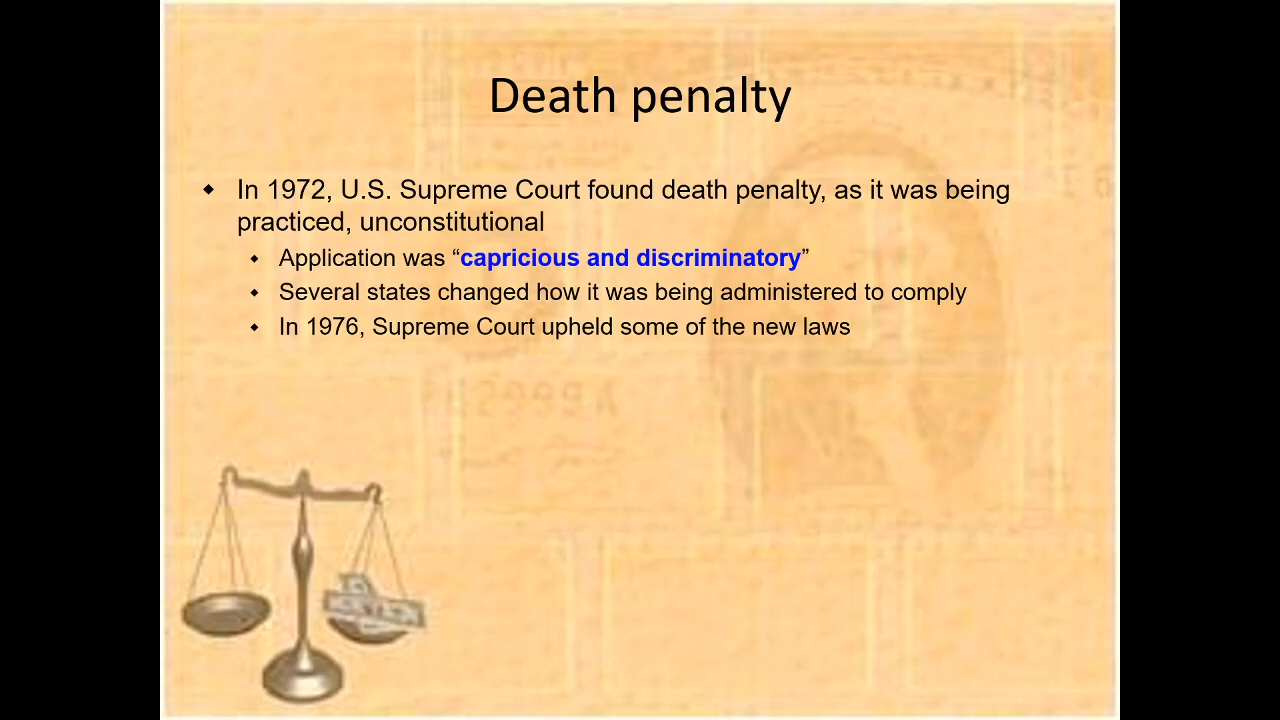 Death penalty
In 1972, U.S. Supreme Court found death penalty, as it was being
practiced, unconstitutional
Application was “capricious and discriminatory”
Several states changed how it was being administered to comply
In 1976, Supreme Court upheld some of the new laws